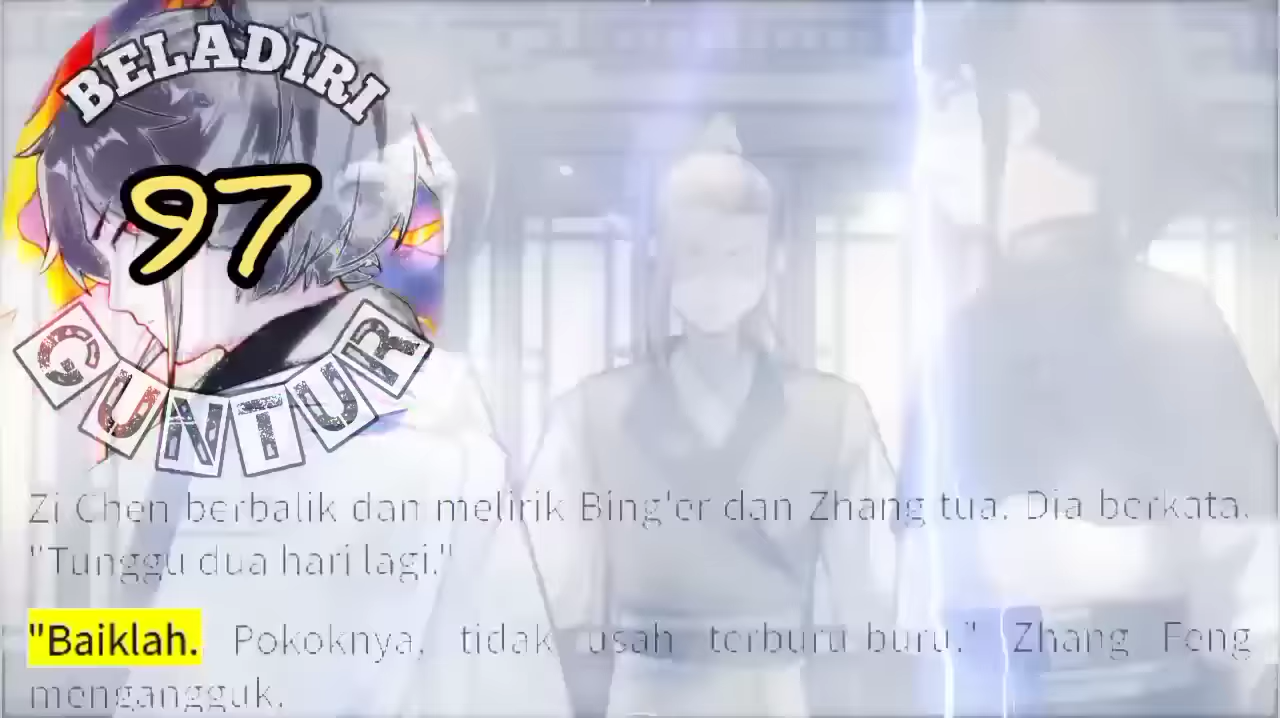 BELADIRI
97
GUNTUR
Zi Chen berbalik dan melirik Bing'er dan Zhang tua. Dia berkata,
"Tunggu dua hari lagi."
"Baiklah. Pokoknya, tidak usah terburu-buru." Zhang Feng
mengangguk.